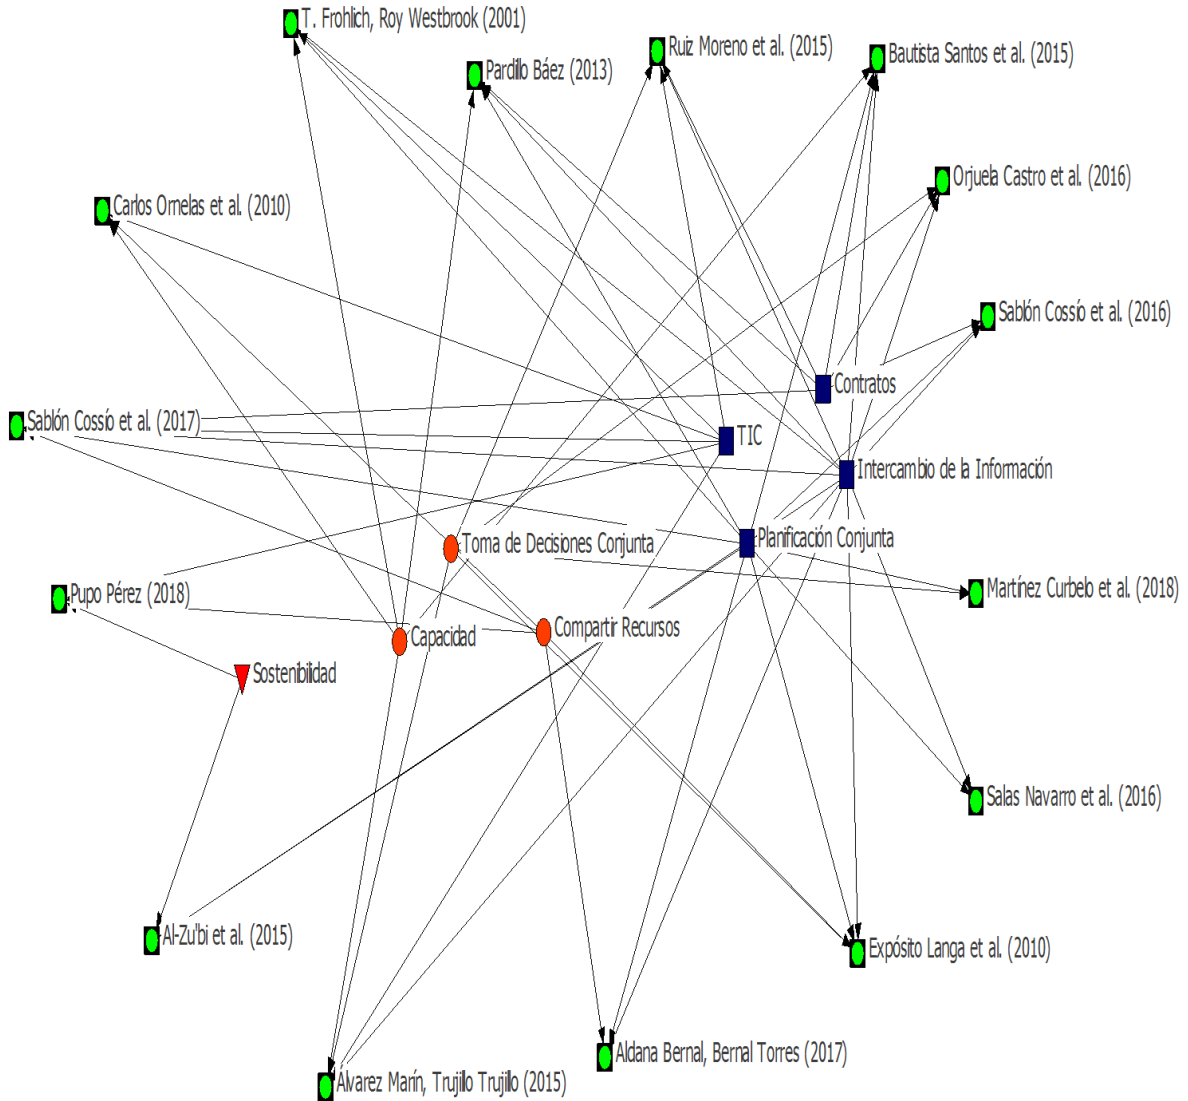 T. Frohlich, Roy Westbrook (2001)
Ruiz Moreno et al. (2015)
Bautista Santos et al. (2015)
Pardillo Báez (2013)
Orjuela Castro et al. (2016)
Carlos Ornelas et al. (2010)
Sablón Cossío et al. (2016)
Contratos
Sablón Cossío et al. (2017)
TIC
Intercambio de la Información
Planificación Conjunta
Toma de Decisiones Conjunta
Martínez Curbelo et al. (2018)
Pupo Pérez (2018)
Compartir Recursos
Capacidad
Sostenibilidad
Salas Navarro et al. (2016)
Al-Zu'bi et al. (2015)
Expósito Langa et al. (2010)
Aldana Bernal, Bernal Torres (2017)
Alvarez Marín, Trujillo Trujillo (2015)